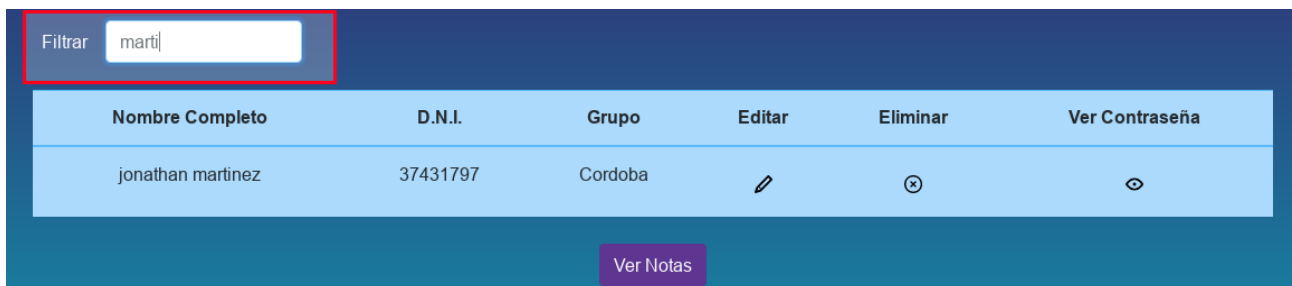 Filtrar marti
Nombre Completo D.N.I. Grupo Editar Eliminar Ver Contraseña
jonathan martinez 37431797 Cordoba
Ver Notas